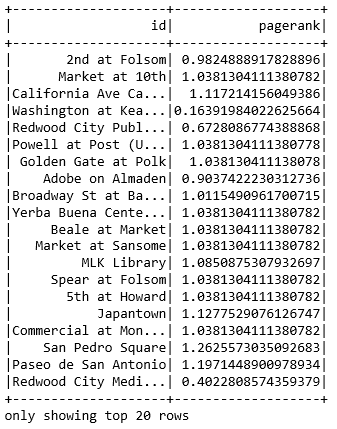 +--------------------+-------------------+
|                  id|           pagerank|
+--------------------+-------------------+
|       2nd at Folsom| 0.9824888917828896|
|      Market at 10th| 1.0381304111380782|
|California Ave Ca...|  1.117214156049386|
|Washington at Kea...|0.16391984022625664|
|Redwood City Publ...| 0.6728086774388868|
|Powell at Post (U...| 1.0381304111380778|
| Golden Gate at Polk|  1.038130411138078|
|    Adobe on Almaden| 0.9037422230312736|
|Broadway St at Ba...| 1.0115490961700715|
|Yerba Buena Cente...| 1.0381304111380782|
|     Beale at Market| 1.0381304111380782|
|   Market at Sansome| 1.0381304111380782|
|         MLK Library| 1.0850875307932697|
|     Spear at Folsom| 1.0381304111380782|
|       5th at Howard| 1.0381304111380782|
|           Japantown| 1.1277529076126747|
|Commercial at Mon...| 1.0381304111380782|
|    San Pedro Square| 1.2625573035092683|
|Paseo de San Antonio| 1.1971448900978934|
|Redwood City Medi...| 0.4022808574359379|
+--------------------+-------------------+
only showing top 20 rows